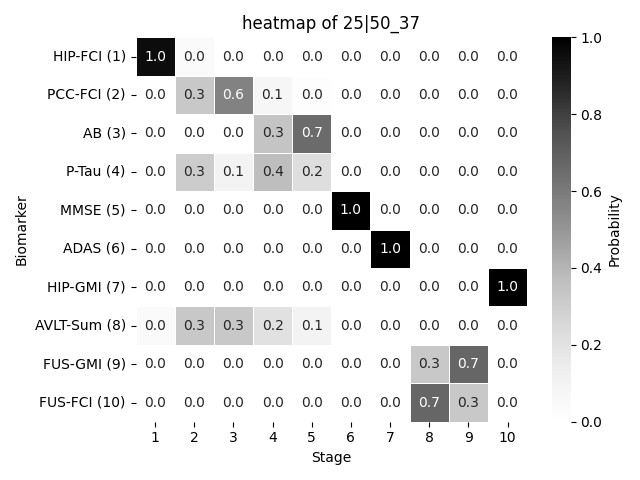 heatmap of 25|50_37
HIP-FCI (1) 1.0 0.0 0.0 0.0 0.0 0.0 0.0 0.0 0.0 0.0
PCC-FCI (2) 0.0 0.3 0.6 0.1 0.0 0.0 0.0 0.0 0.0 0.0
AB (3) 0.0 0.0 0.0 0.3 0.7 0.0 0.0 0.0 0.0 0.0
P-Tau (4) 0.0 0.3 0.1 0.4 0.2 0.0 0.0 0.0 0.0 0.0
MMSE (5) 0.0 0.0 0.0 0.0 0.0 1.0 0.0 0.0 0.0 0.0
ADAS (6) 0.0 0.0 0.0 0.0 0.0 0.0 1.0 0.0 0.0 0.0
HIP-GMI (7) 0.0 0.0 0.0 0.0 0.0 0.0 0.0 0.0 0.0 1.0
AVLT-Sum (8) 0.0 0.3 0.3 0.2 0.1 0.0 0.0 0.0 0.0 0.0
FUS-GMI (9) 0.0 0.0 0.0 0.0 0.0 0.0 0.0 0.3 0.7 0.0
FUS-FCI (10) 0.0 0.0 0.0 0.0 0.0 0.0 0.0 0.7 0.3 0.0
1 2 3 4 5 6 7 8 9 10
Stage
Biomarker
1.0
0.8
0.6
0.4
0.2
0.0
Probability